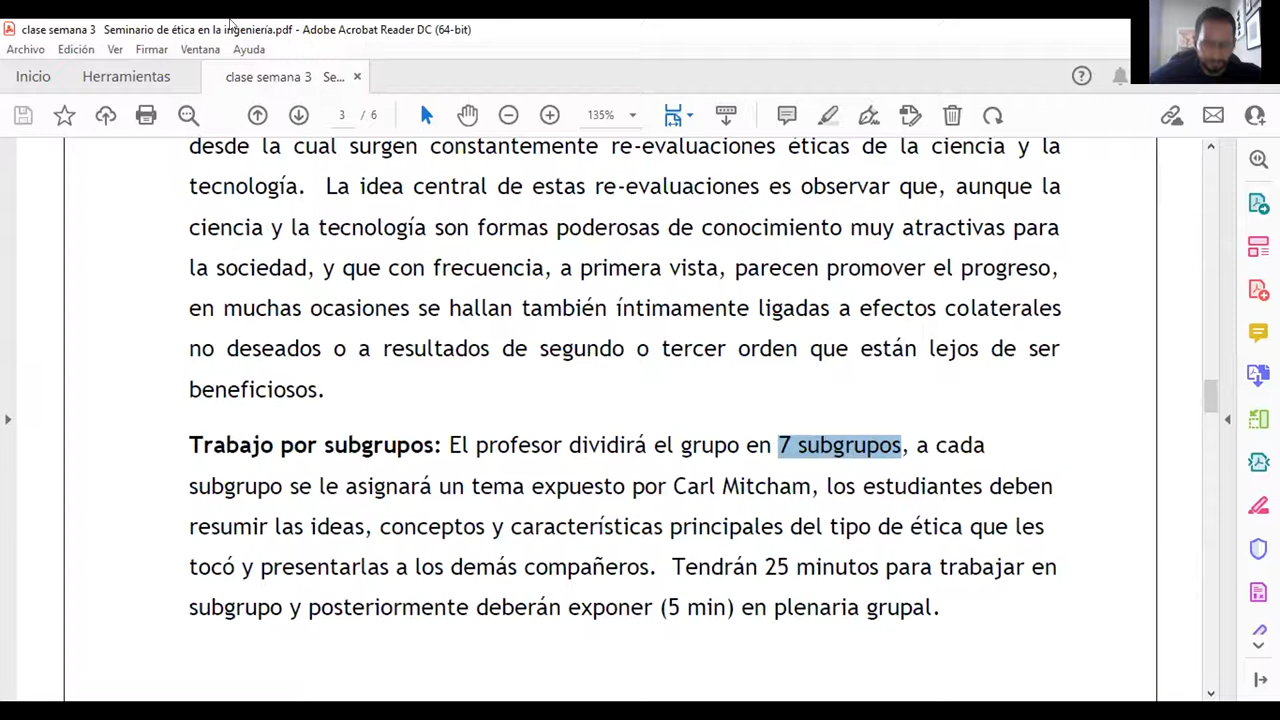 clase semana 3   Seminario de ética en la ingeniería.pdf - Adobe Acrobat Reader DC (64-bit)
Archivo Edición Ver Firmar Ventana Ayuda
Inicio Herramientas clase semana 3   Se... ×
3 / 6 135%
desde la cual surgen constantemente re-evaluaciones éticas de la ciencia y la
tecnología.  La idea central de estas re-evaluaciones es observar que, aunque la
ciencia y la tecnología son formas poderosas de conocimiento muy atractivas para
la sociedad, y que con frecuencia, a primera vista, parecen promover el progreso,
en muchas ocasiones se hallan también íntimamente ligadas a efectos colaterales
no deseados o a resultados de segundo o tercer orden que están lejos de ser
beneficiosos.
Trabajo por subgrupos: El profesor dividirá el grupo en 7 subgrupos, a cada
subgrupo se le asignará un tema expuesto por Carl Mitcham, los estudiantes deben
resumir las ideas, conceptos y características principales del tipo de ética que les
tocó y presentarlas a los demás compañeros.  Tendrán 25 minutos para trabajar en
subgrupo y posteriormente deberán exponer (5 min) en plenaria grupal.